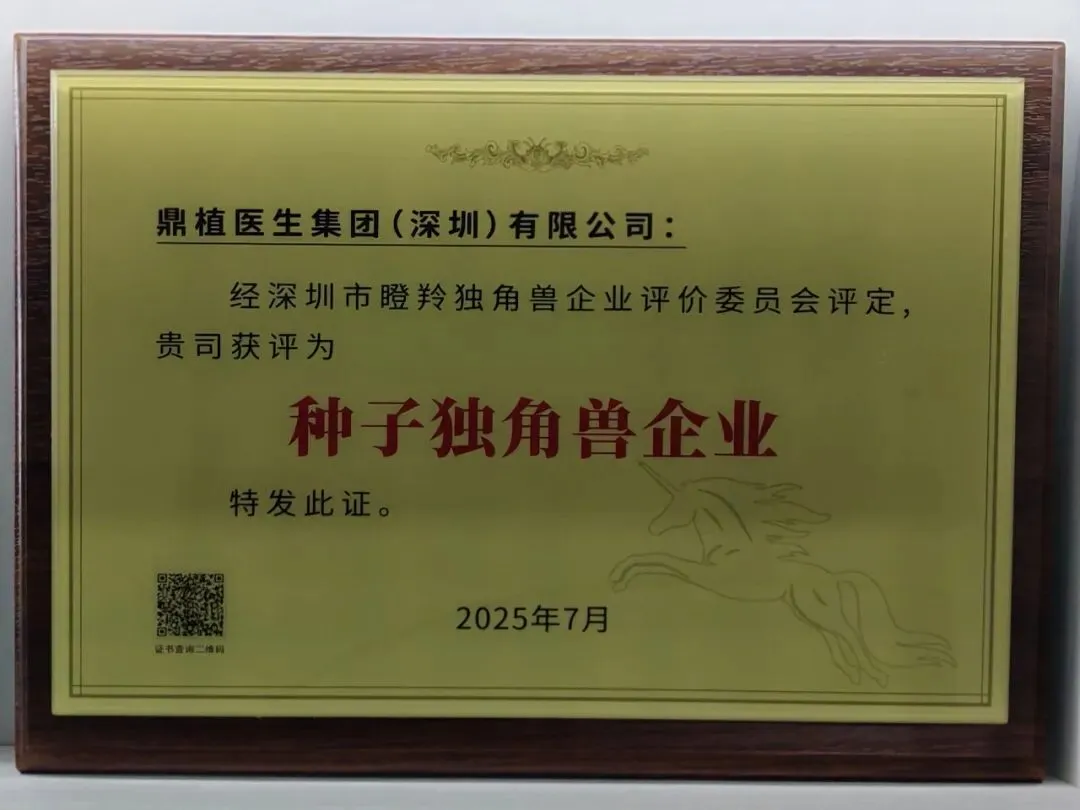 鼎植医生集团(深圳)有限公司:
经深圳市瞪羚独角兽企业评价委员会评定,
贵司获评为
种子独角兽企业
特发此证。
2025年7月
证书查询二维码